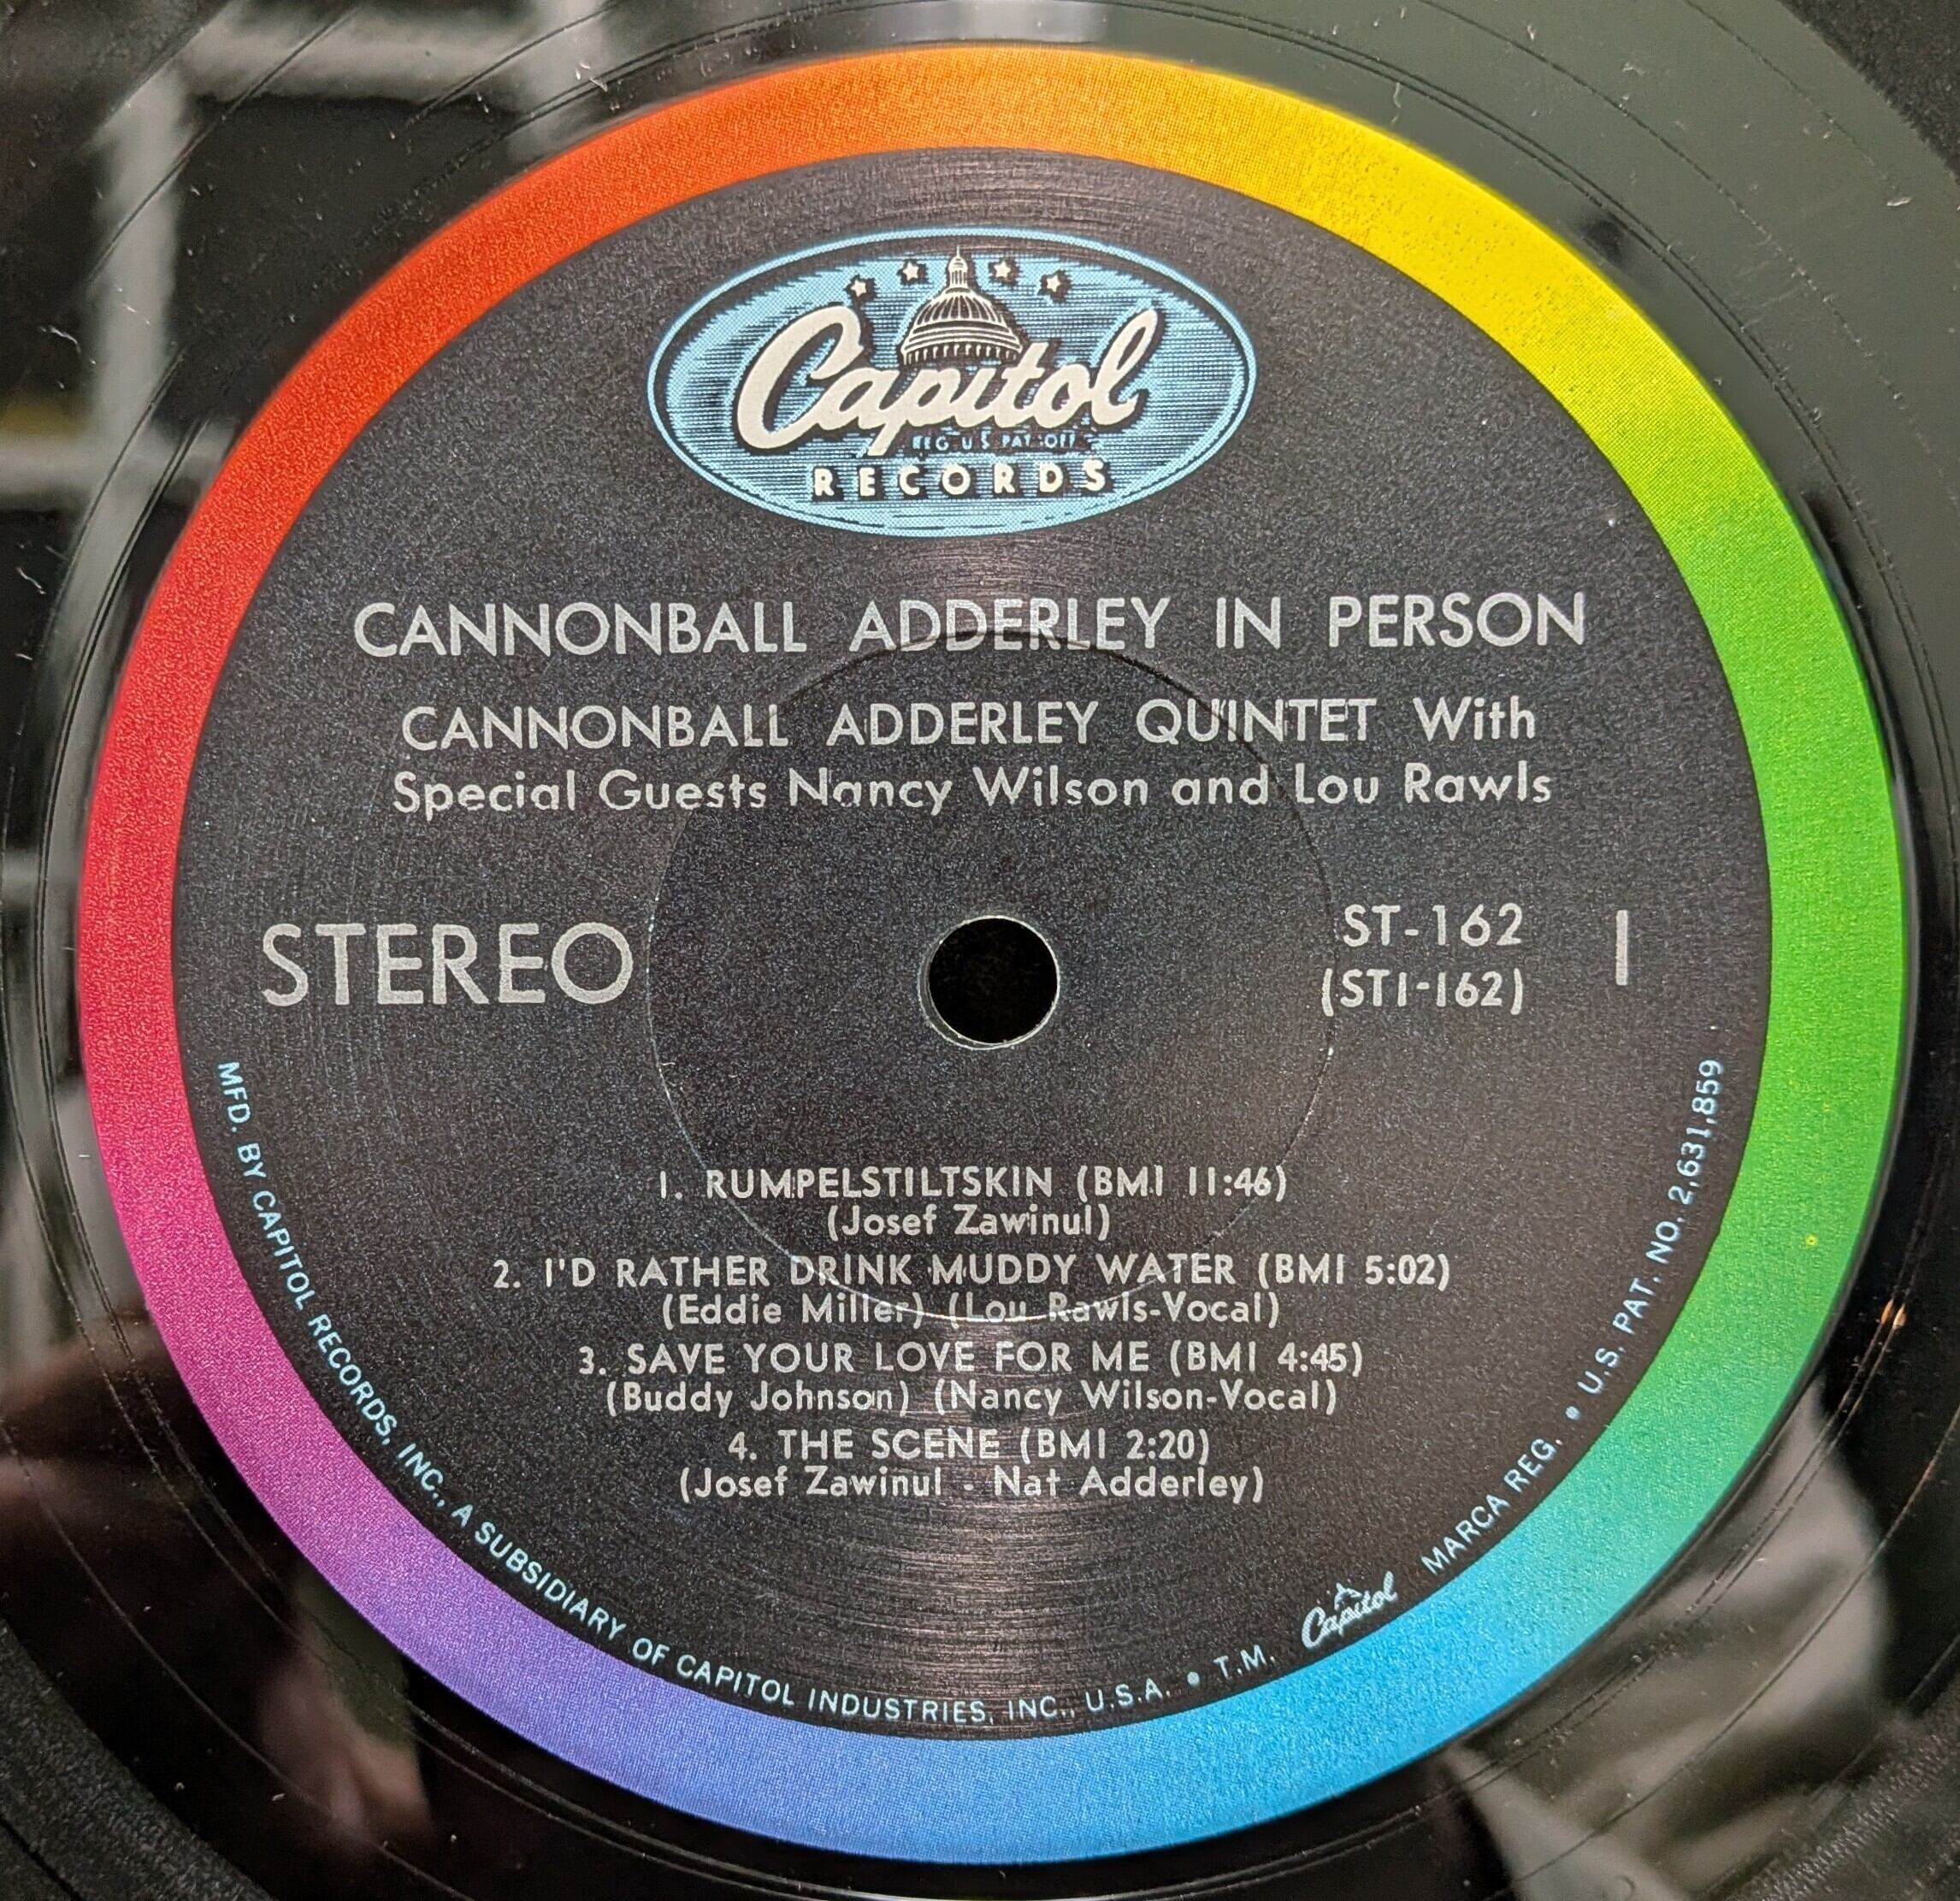 Capitol
REG. U.S. PAT. OFF.
RECORDS
CANNONBALL ADDERLEY IN PERSON
CANNONBALL ADDERLEY QUINTET With
Special Guests Nancy Wilson and Lou Rawls
STEREO
ST-162
(ST1-162)
1
1. RUMPELSTILTSKIN (BMI 11:46)
(Josef Zawinul)
2. I'D RATHER DRINK MUDDY WATER (BMI 5:02)
(Eddie Miller) (Lou Rawls-Vocal)
3. SAVE YOUR LOVE FOR ME (BMI 4:45)
(Buddy Johnson) (Nancy Wilson-Vocal)
4. THE SCENE (BMI 2:20)
(Josef Zawinul - Nat Adderley)
MFD. BY CAPITOL RECORDS, INC., A SUBSIDIARY OF CAPITOL INDUSTRIES, INC., U.S.A. • T.M. Capitol MARCA REG. • U.S. PAT. NO. 2,631,859